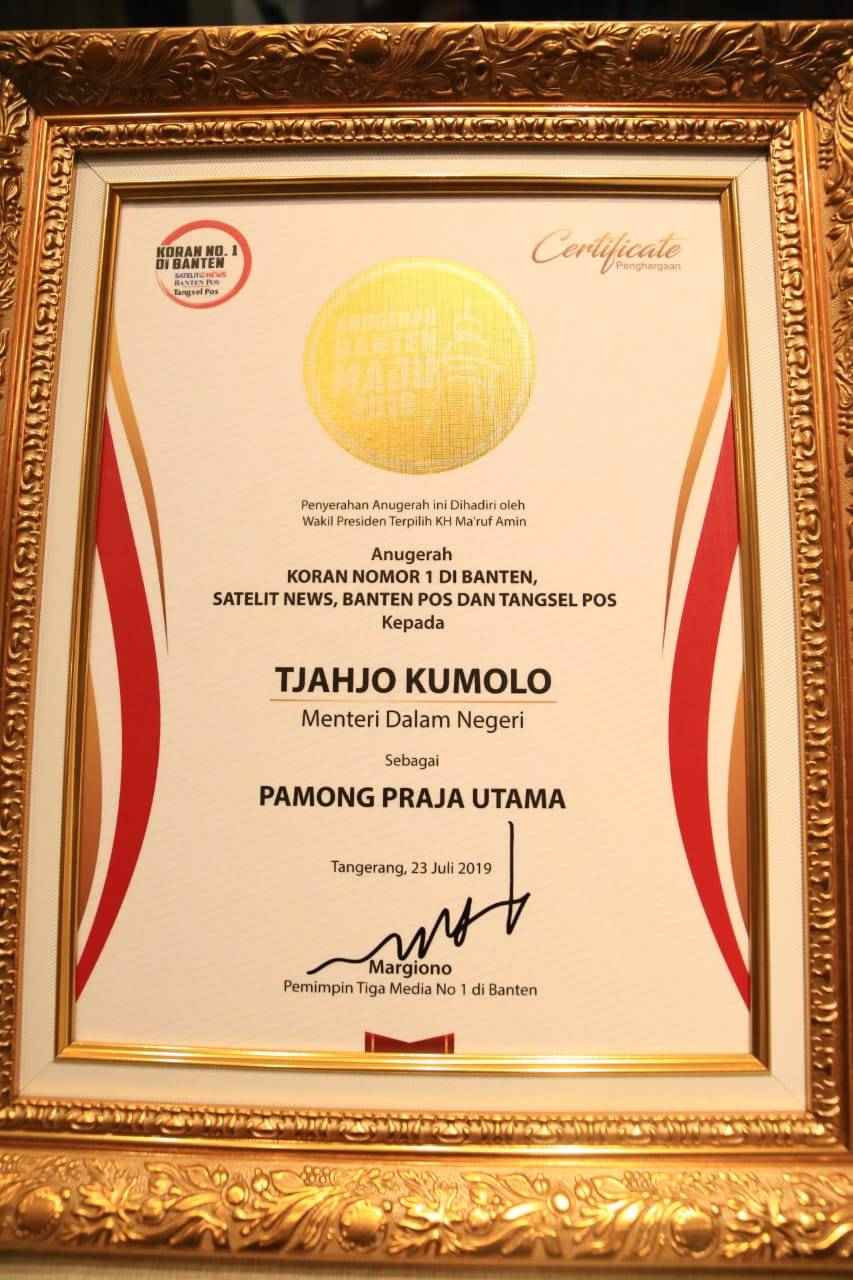 KORAN NO. 1
DI BANTEN
SATELIT NEWS
BANTEN POS
Tangsel Pos
Certificate
Penghargaan
BANTEN
MAJU
Penyerahan Anugerah ini Dihadiri oleh
Wakil Presiden Terpilih KH Ma'ruf Amin
Anugerah
KORAN NOMOR 1 DI BANTEN,
SATELIT NEWS, BANTEN POS DAN TANGSEL POS
Kepada
TJAHJO KUMOLO
Menteri Dalam Negeri
Sebagai
PAMONG PRAJA UTAMA
Tangerang, 23 Juli 2019
Margiono
Pemimpin Tiga Media No 1 di Banten